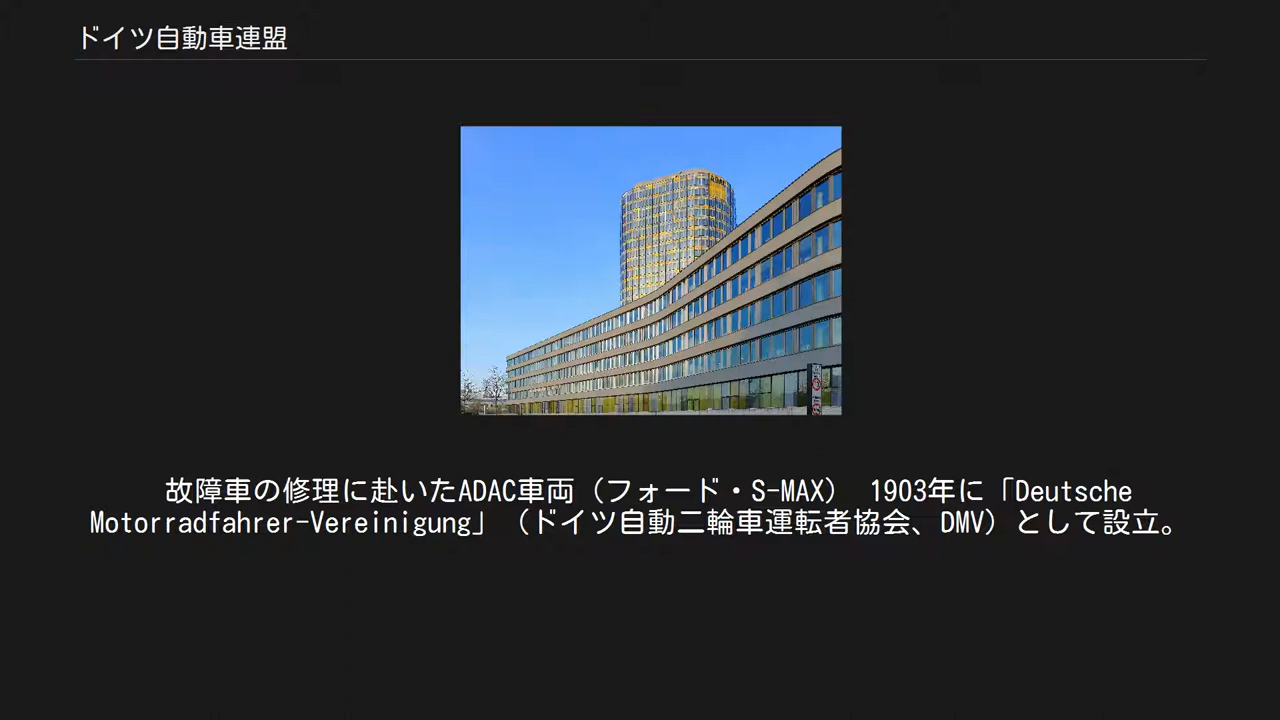 ドイツ自動車連盟
ADAC
故障車の修理に赴いたADAC車両（フォード・S-MAX） 1903年に「Deutsche
Motorradfahrer-Vereinigung」（ドイツ自動二輪車運転者協会、DMV）として設立。